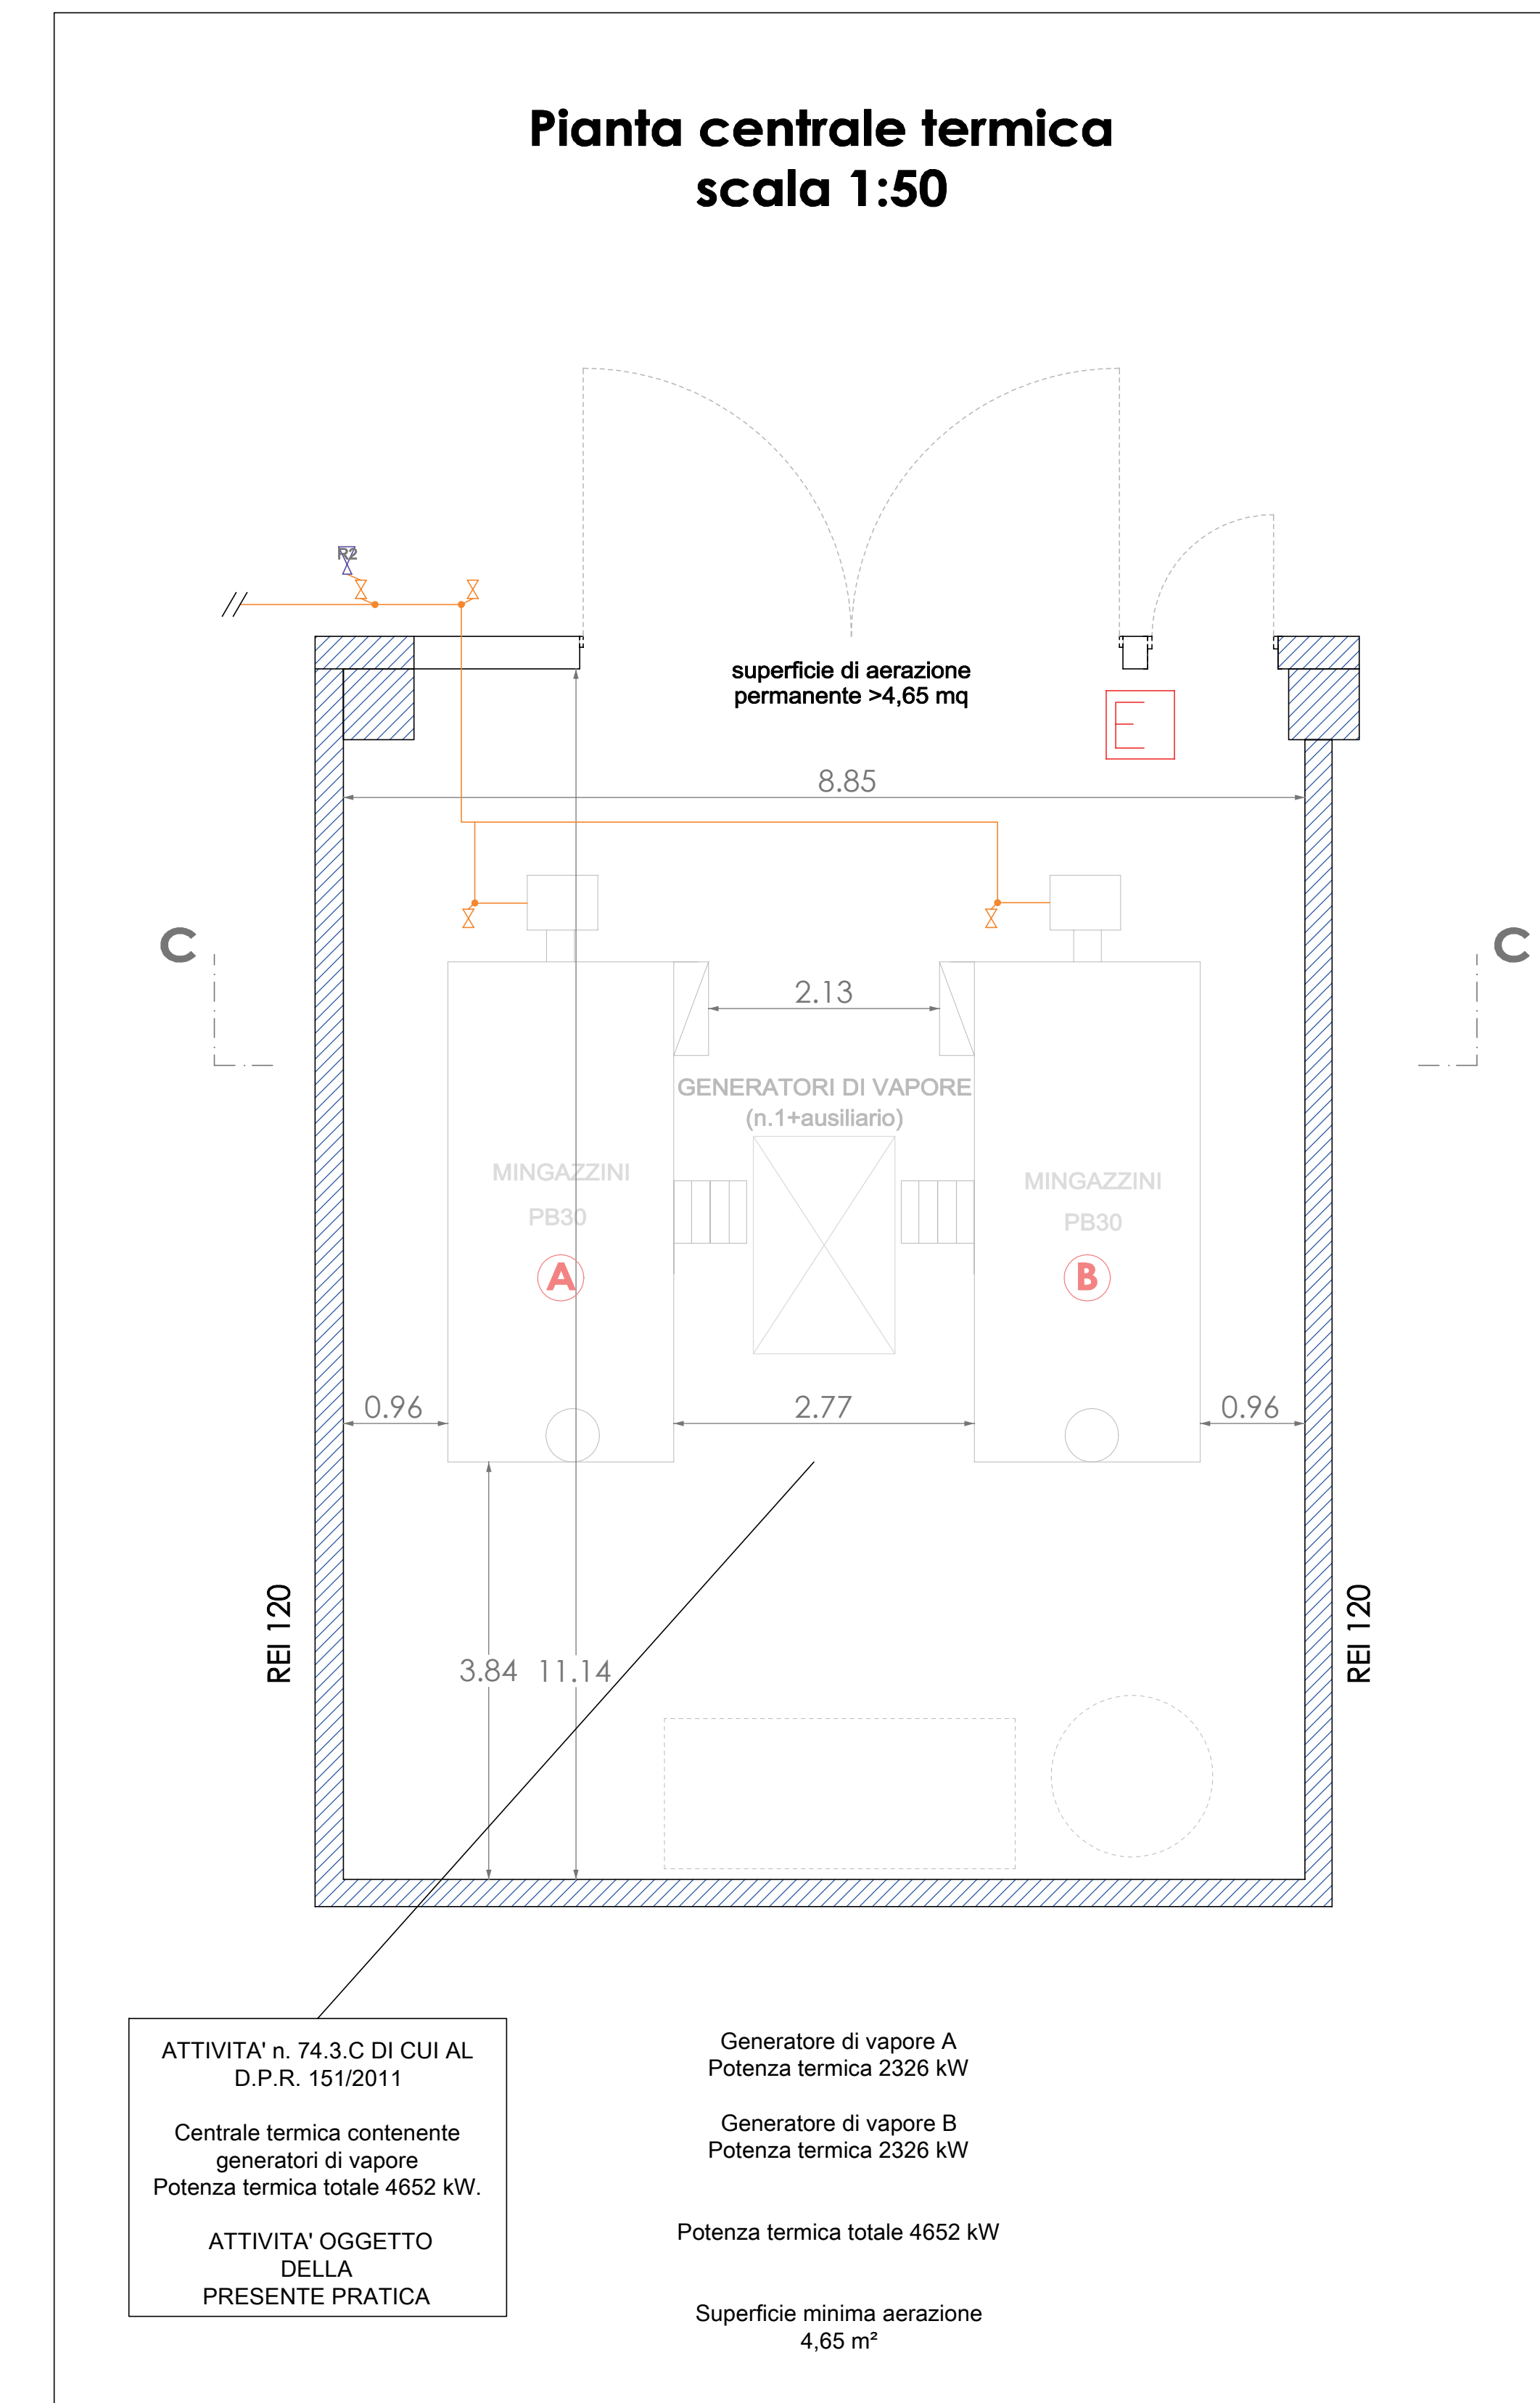 Pianta centrale termica
scala 1:50
R2
superficie di aerazione
permanente >4,65 mq
E
8.85
C
C
2.13
GENERATORI DI VAPORE
(n.1+ausiliario)
MINGAZZINI
PB30
A
MINGAZZINI
PB30
B
0.96
2.77
0.96
REI 120
REI 120
3.84
11.14
ATTIVITA' n. 74.3.C DI CUI AL
D.P.R. 151/2011
Centrale termica contenente
generatori di vapore
Potenza termica totale 4652 kW.
ATTIVITA' OGGETTO
DELLA
PRESENTE PRATICA
Generatore di vapore A
Potenza termica 2326 kW
Generatore di vapore B
Potenza termica 2326 kW
Potenza termica totale 4652 kW
Superficie minima aerazione
4,65 m²